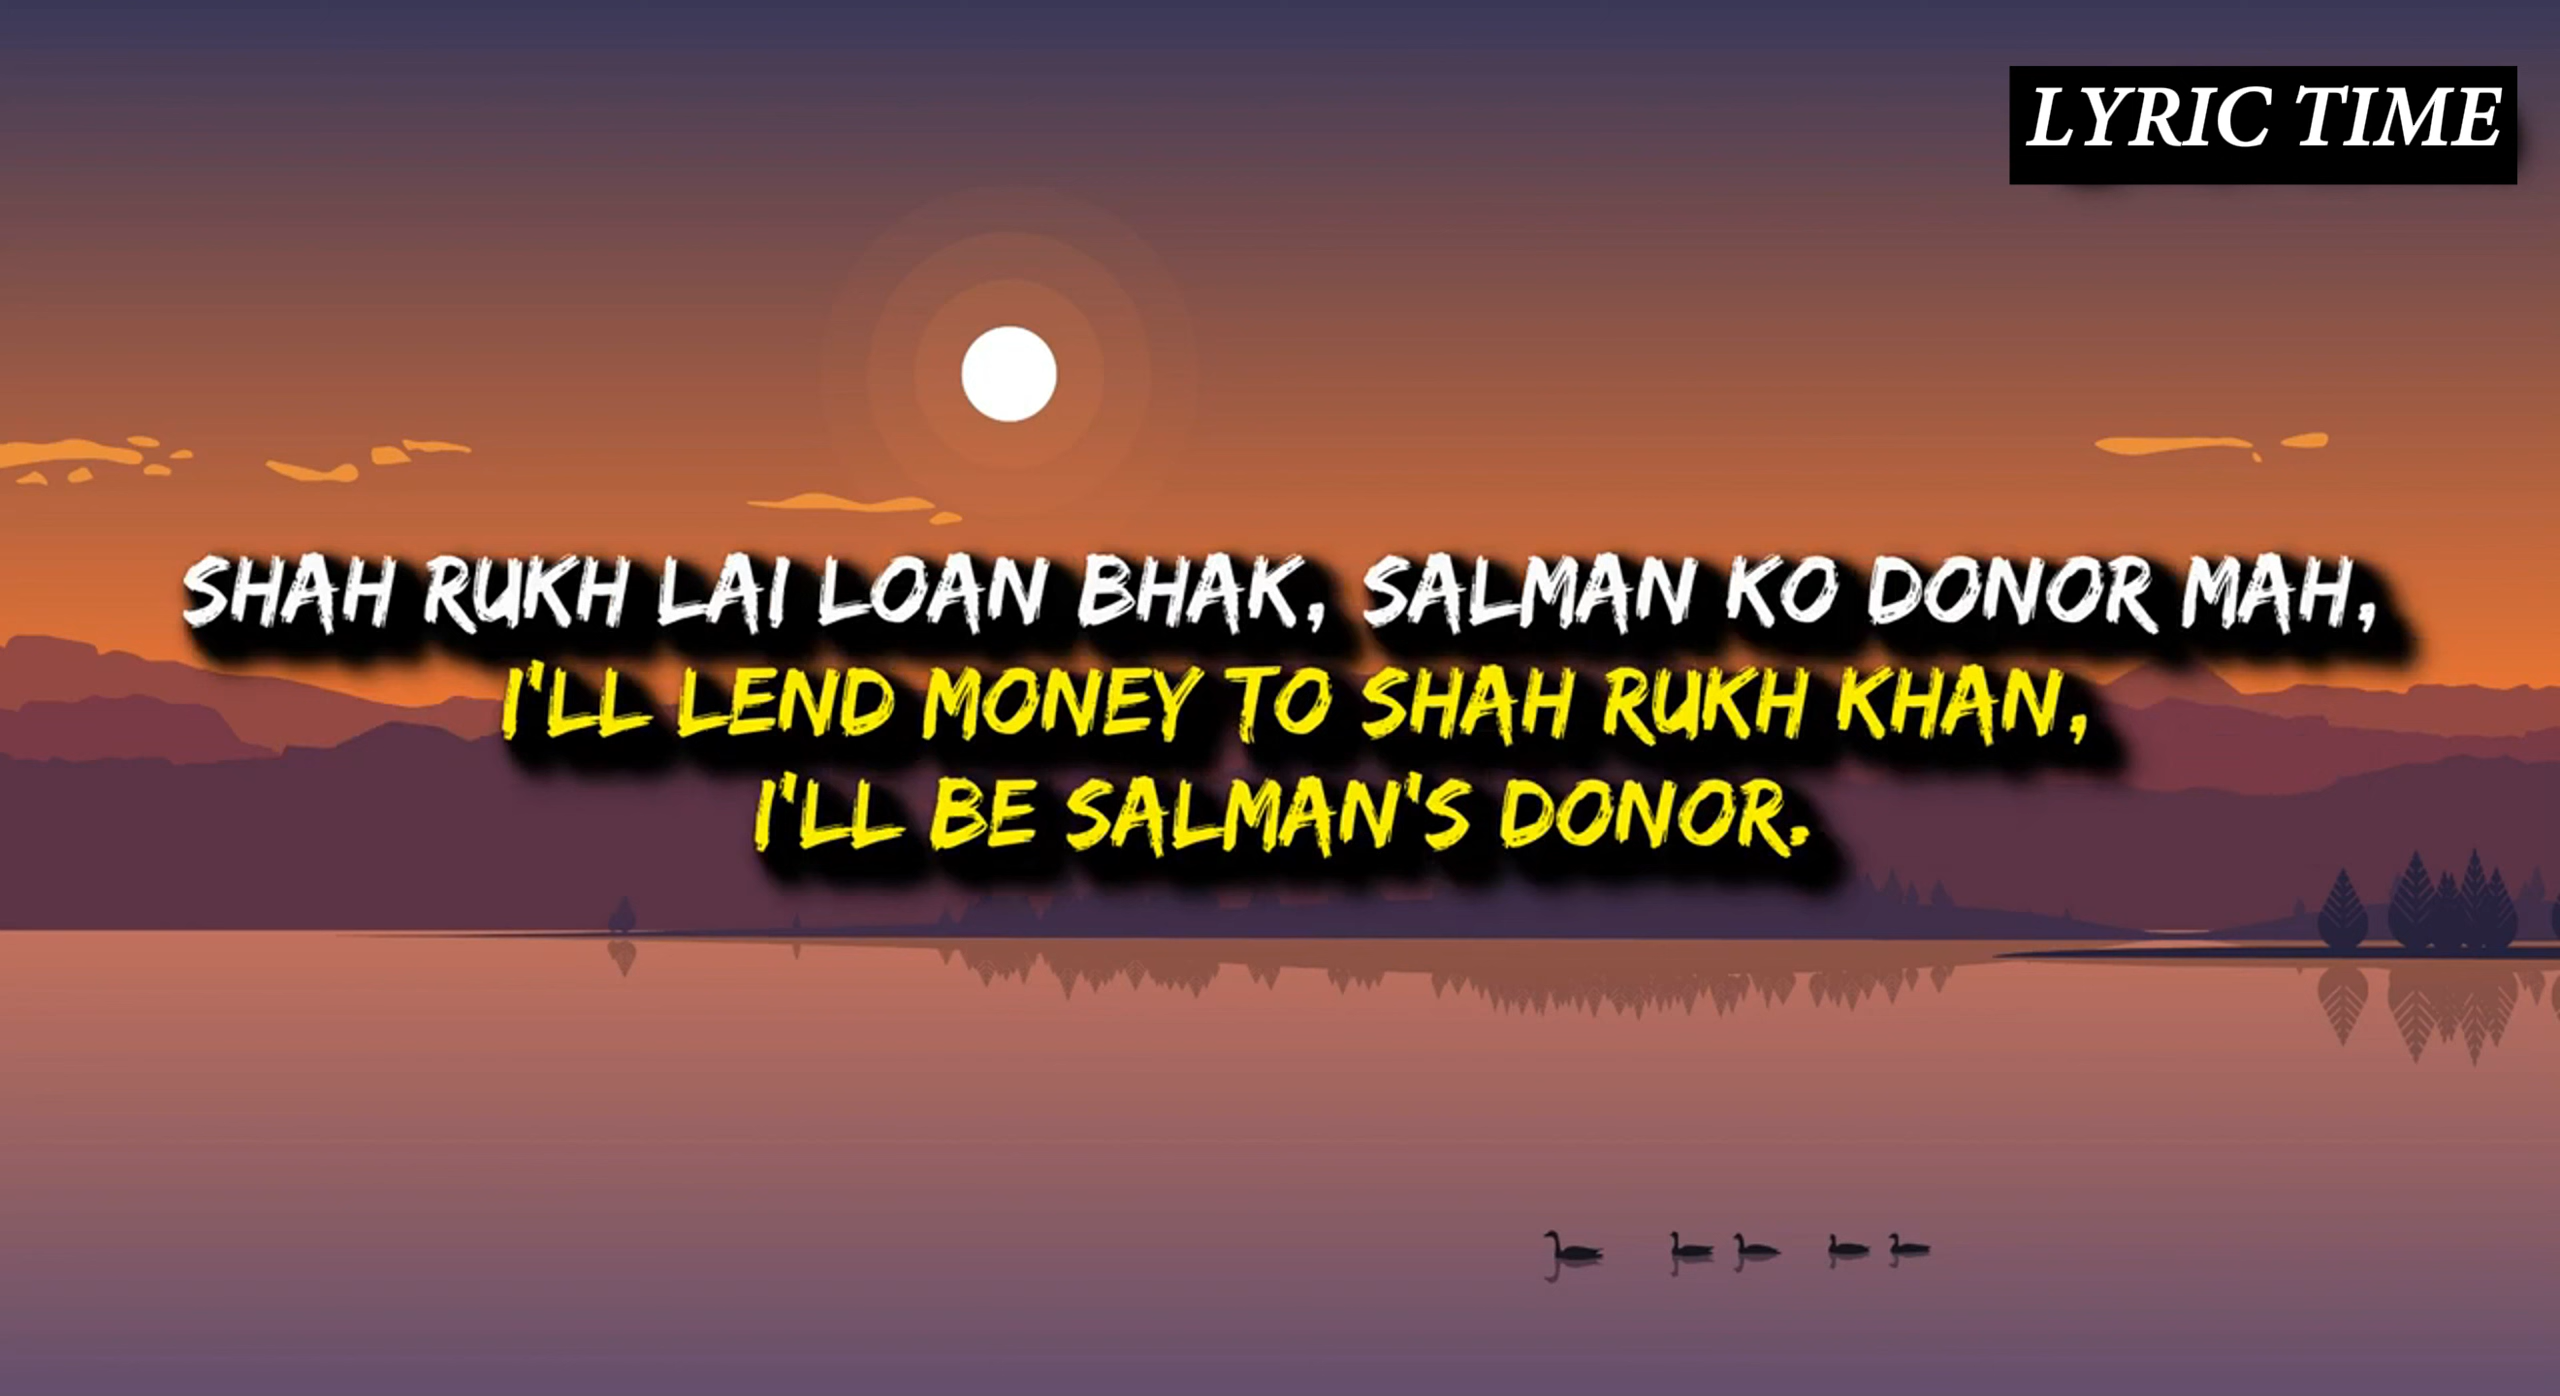 LYRIC TIME
SHAH RUKH LAI LOAN BHAK, SALMAN KO DONOR MAH,
I'LL LEND MONEY TO SHAH RUKH KHAN,
I'LL BE SALMAN'S DONOR.